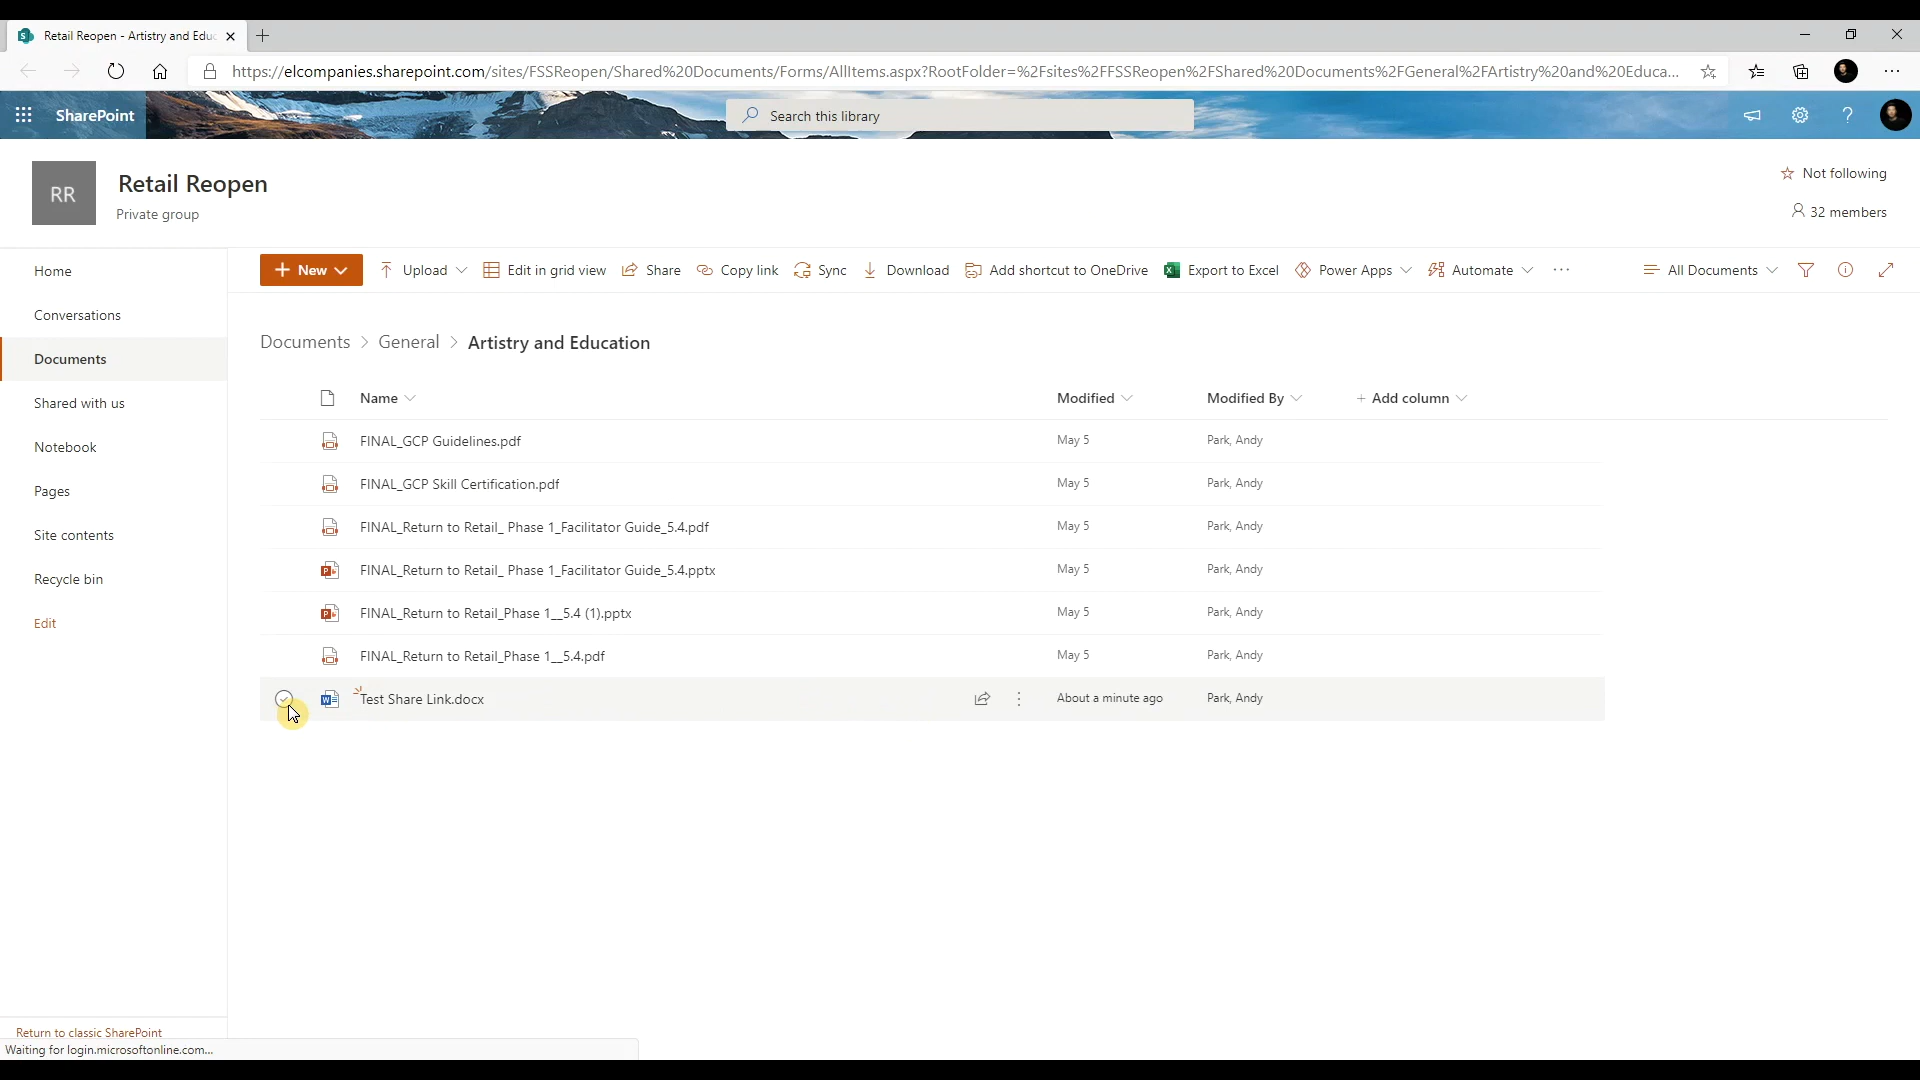 Retail Reopen - Artistry and Educ
https://elcompanies.sharepoint.com/sites/FSSReopen/Shared%20Documents/Forms/AllItems.aspx?RootFolder=%2Fsites%2FFSSReopen%2FShared%20Documents%2FGeneral%2FArtistry%20and%20Educa...
SharePoint
Search this library
RR
Retail Reopen
Private group
Not following
32 members
Home
Conversations
Documents
Shared with us
Notebook
Pages
Site contents
Recycle bin
Edit
New Upload Edit in grid view Share Copy link Sync Download Add shortcut to OneDrive Export to Excel Power Apps Automate ... All Documents
Documents > General > Artistry and Education
Name Modified Modified By + Add column
FINAL_GCP Guidelines.pdf May 5 Park, Andy
FINAL_GCP Skill Certification.pdf May 5 Park, Andy
FINAL_Return to Retail_ Phase 1_Facilitator Guide_5.4.pdf May 5 Park, Andy
FINAL_Return to Retail_ Phase 1_Facilitator Guide_5.4.pptx May 5 Park, Andy
FINAL_Return to Retail_Phase 1__5.4 (1).pptx May 5 Park, Andy
FINAL_Return to Retail_Phase 1__5.4.pdf May 5 Park, Andy
Test Share Link.docx About a minute ago Park, Andy
Return to classic SharePoint
Waiting for login.microsoftonline.com...